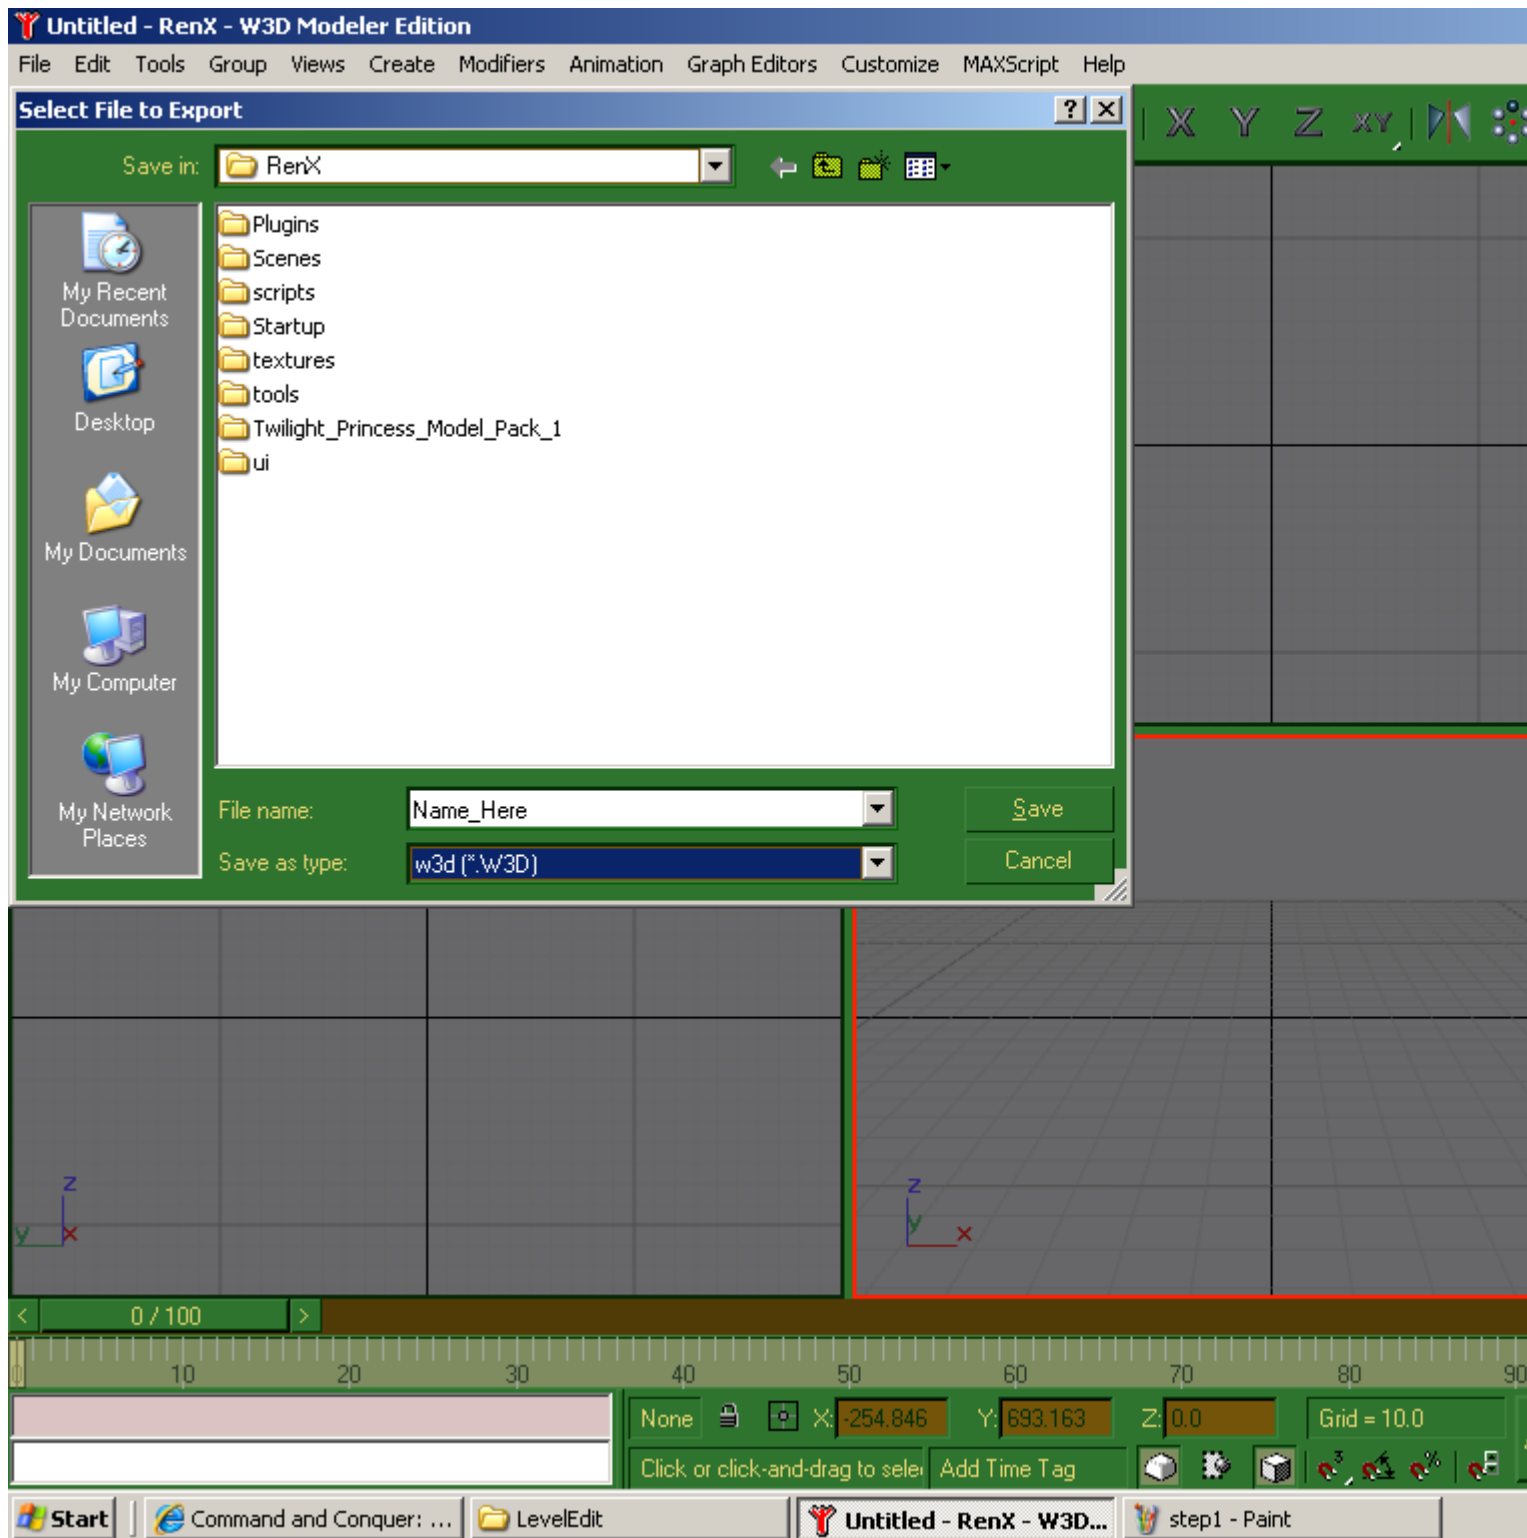 Untitled - RenX - W3D Modeler Edition
File Edit Tools Group Views Create Modifiers Animation Graph Editors Customize MAXScript Help
Select File to Export
X Y Z XY
Save in: RenX
Plugins
Scenes
scripts
Startup
textures
tools
Twilight_Princess_Model_Pack_1
ui
My Recent
Documents
Desktop
My Documents
My Computer
My Network
Places
File name: Name_Here Save
Save as type: w3d (*.W3D) Cancel
z
y x
z
y x
< 0 / 100 >
0 10 20 30 40 50 60 70 80 90
None X: -254.846 Y: 693.163 Z: 0.0 Grid = 10.0
Click or click-and-drag to sele Add Time Tag
3 %
Start Command and Conquer: ... LevelEdit Untitled - RenX - W3D... step1 - Paint